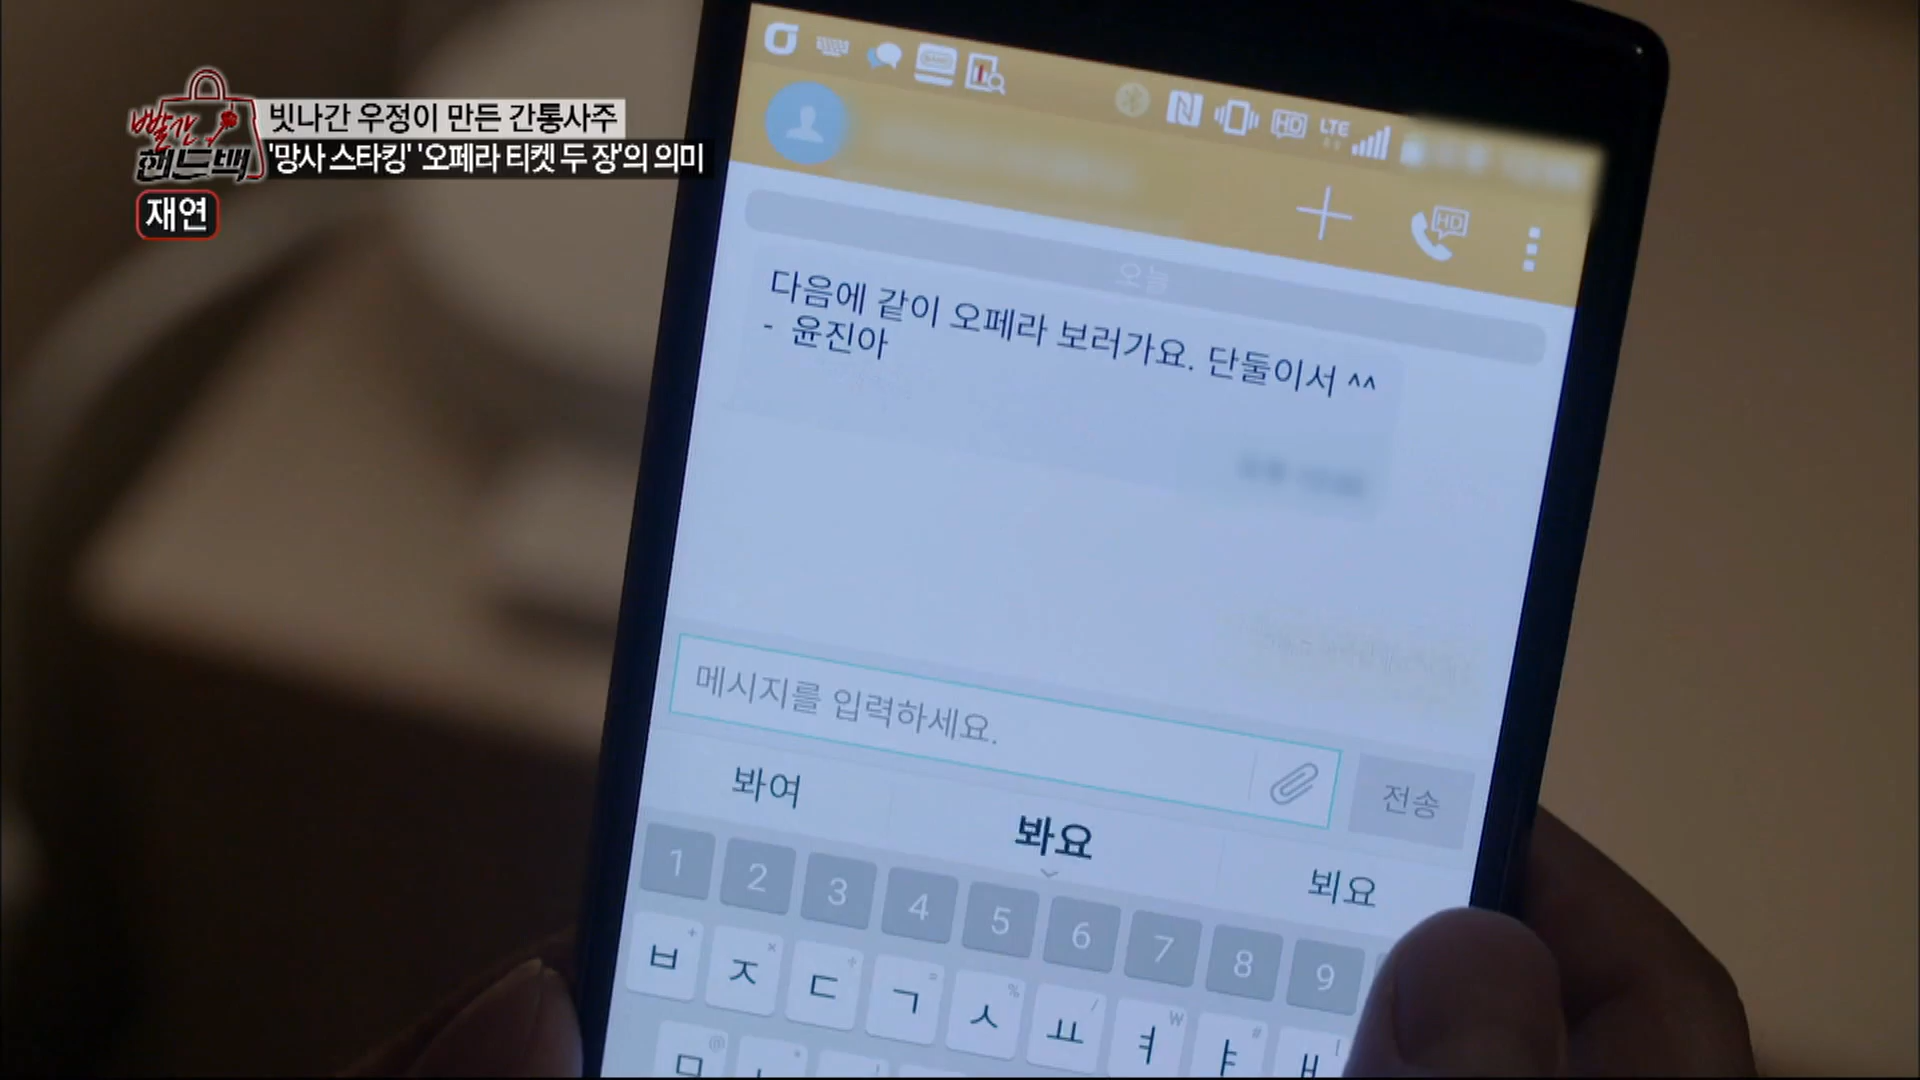 빨간
핸드백
빗나간 우정이 만든 간통사주
'망사 스타킹' '오페라 티켓 두 장'의 의미
재연
HD
LTE
HD
오늘
다음에 같이 오페라 보러가요. 단둘이서 ^^
- 윤진아
메시지를 입력하세요.
전송
봐여
봐요
뵈요
1 2 3 4 5 6 7 8 9
ㅂ ㅈ ㄷ ㄱ ㅅ ㅛ ㅕ ㅑ ㅐ
ㅁ